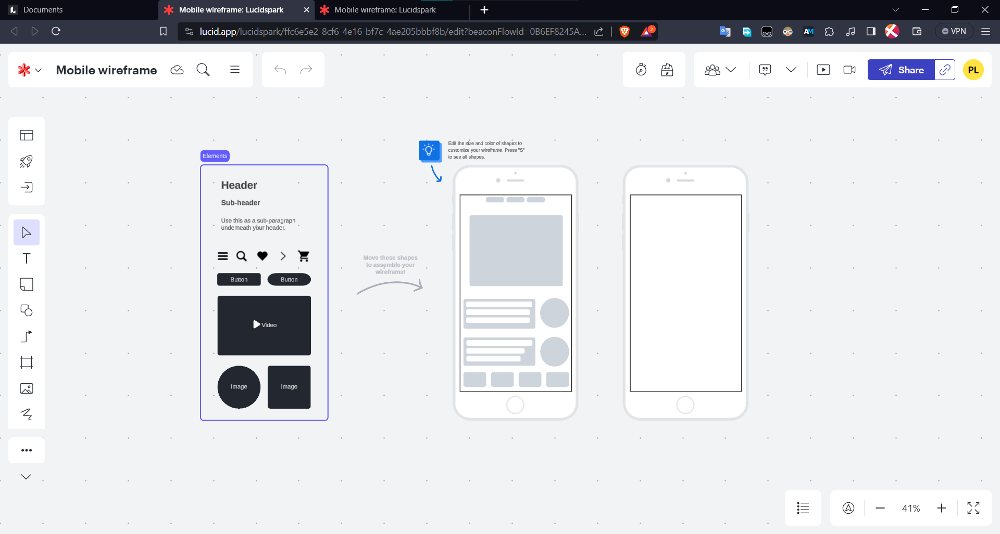 Documents
Mobile wireframe: Lucidspark
Mobile wireframe: Lucidspark
lucid.app/lucidspark/ffc6e5e2-8cf6-4e16-bf7c-4ae205bbbf8b/edit?beaconFlowId=0B6EF8245A...
2
AM
VPN
Mobile wireframe
Share
PL
Edit the size and color of shapes to
customize your wireframe. Press "S"
to see all shapes.
Elements
Header
Sub-header
Use this as a sub-paragraph
underneath your header.
Button
Button
Video
Image
Image
Move these shapes
to assemble your
wireframe!
41%